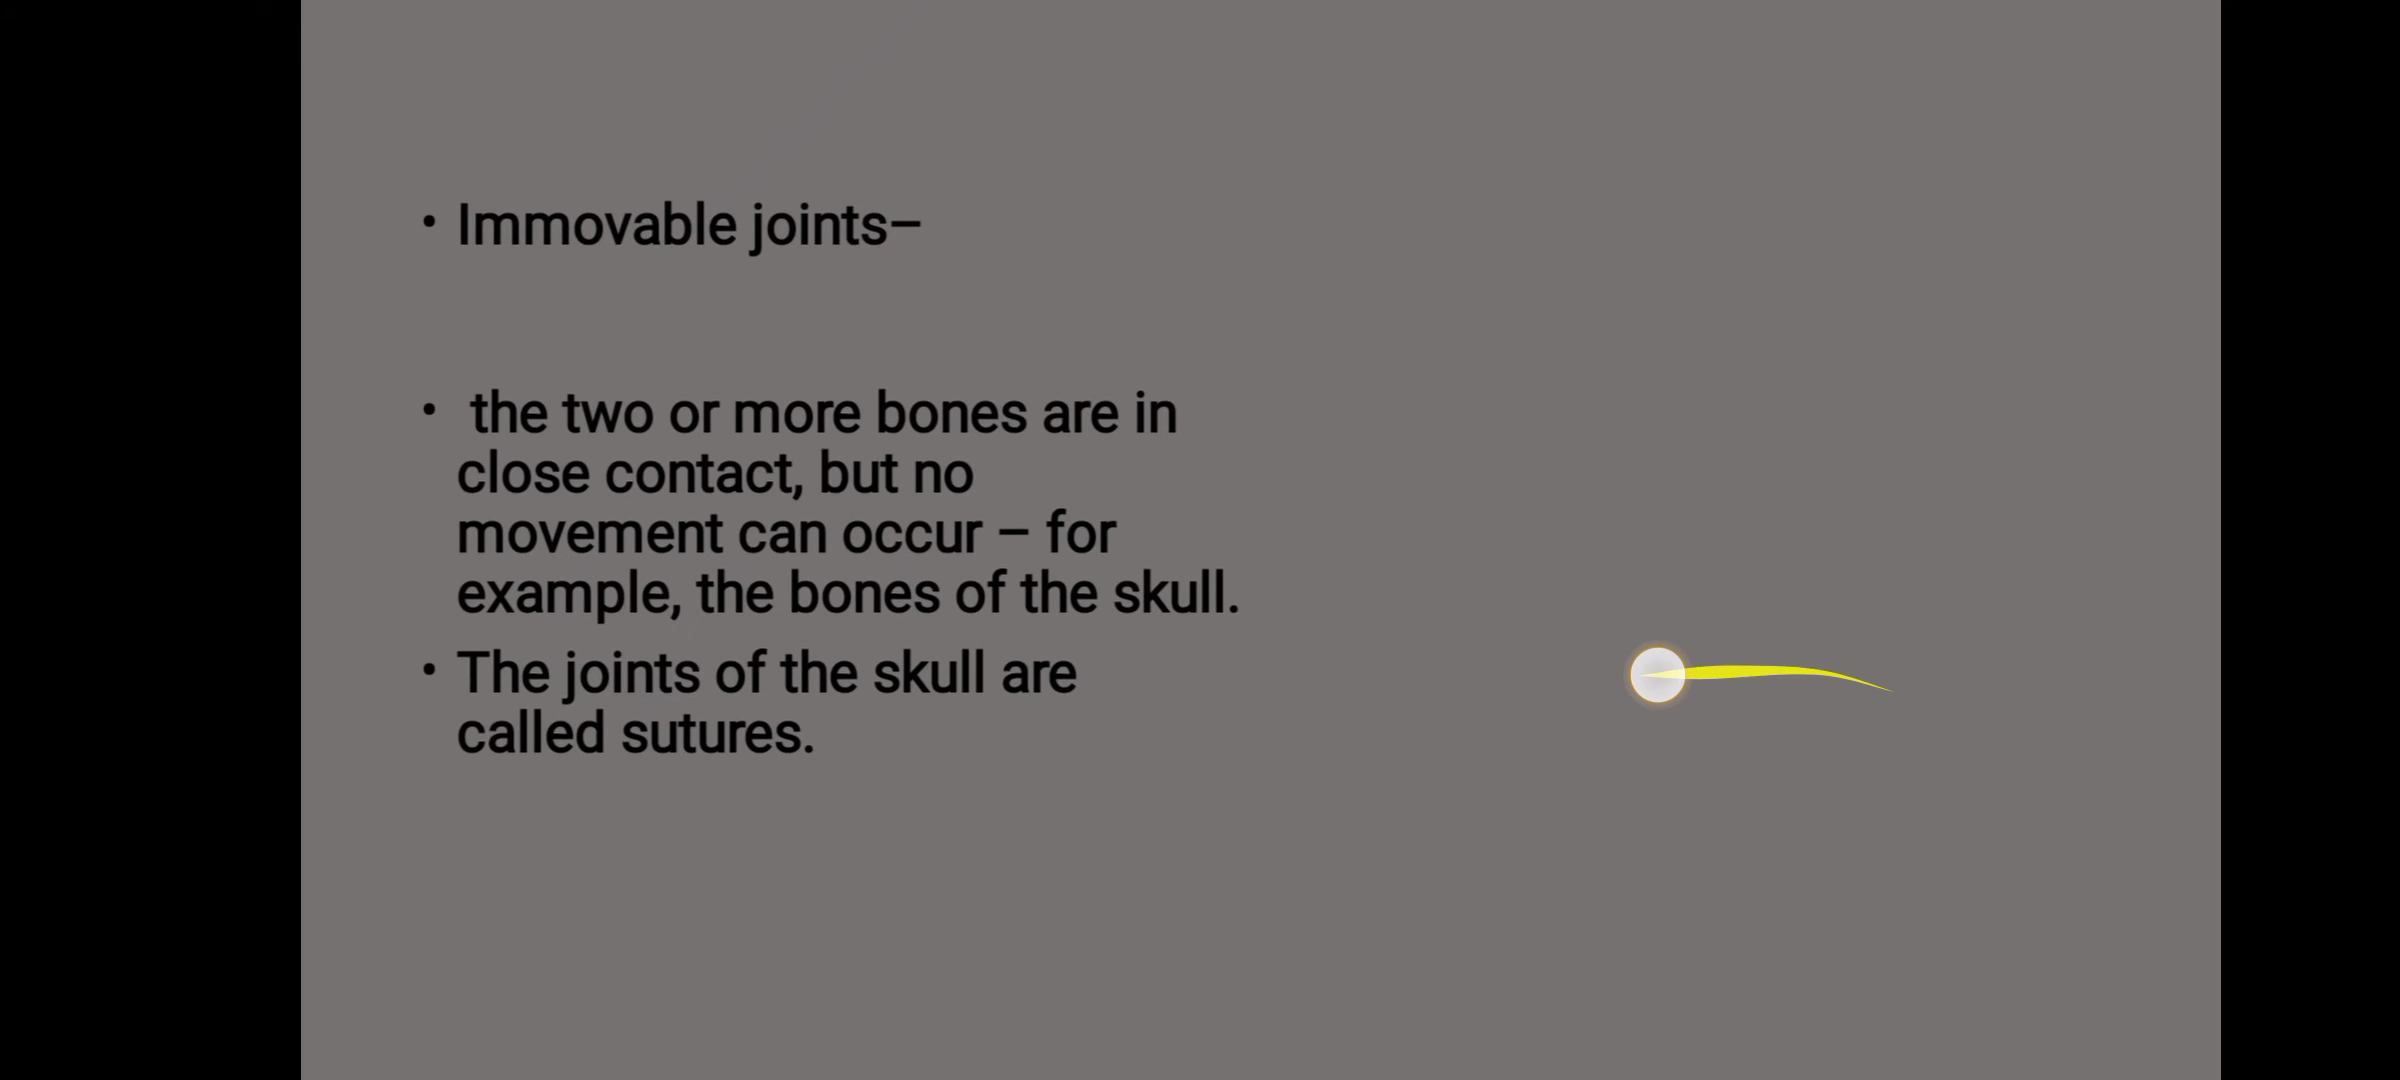 • Immovable joints–
• the two or more bones are in
close contact, but no
movement can occur – for
example, the bones of the skull.
• The joints of the skull are
called sutures.